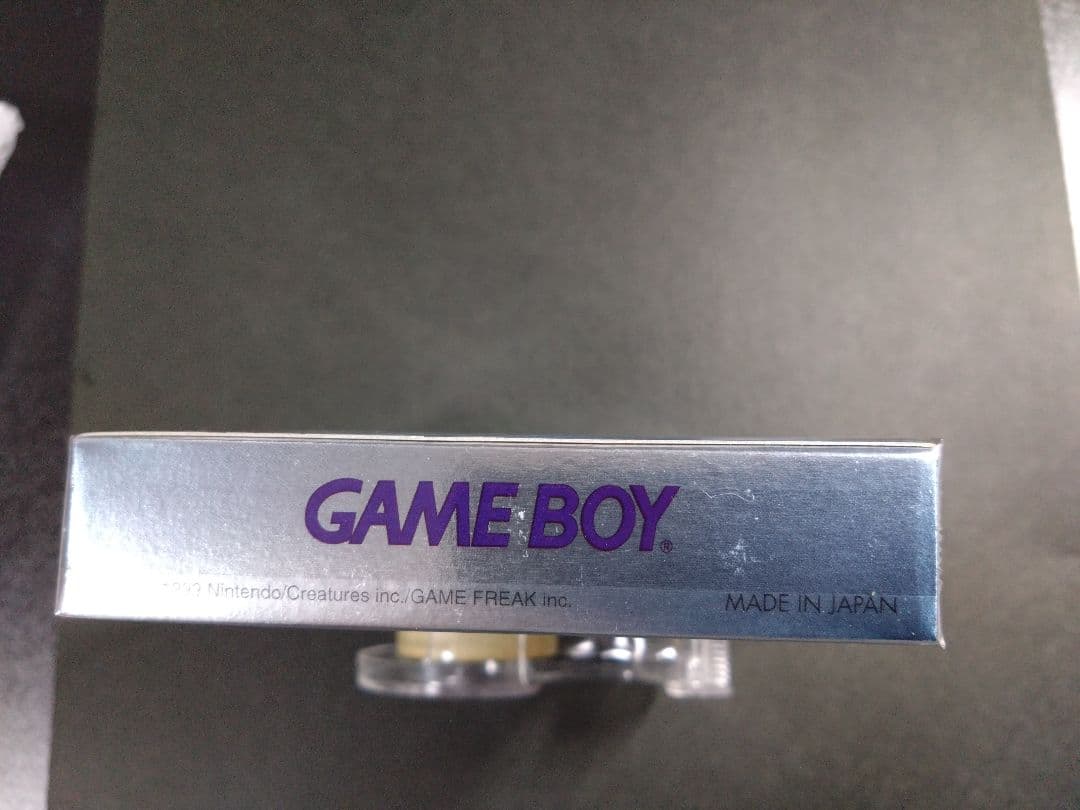 GAME BOY®
Nintendo/Creatures inc./GAME FREAK inc.
MADE IN JAPAN